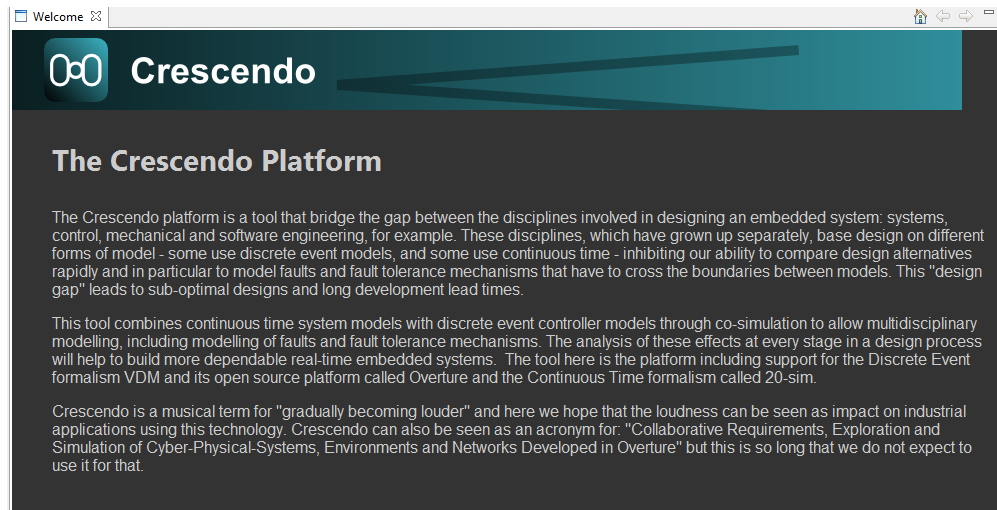 Welcome
Crescendo
The Crescendo Platform
The Crescendo platform is a tool that bridge the gap between the disciplines involved in designing an embedded system: systems,
control, mechanical and software engineering, for example. These disciplines, which have grown up separately, base design on different
forms of model - some use discrete event models, and some use continuous time - inhibiting our ability to compare design alternatives
rapidly and in particular to model faults and fault tolerance mechanisms that have to cross the boundaries between models. This "design
gap" leads to sub-optimal designs and long development lead times.
This tool combines continuous time system models with discrete event controller models through co-simulation to allow multidisciplinary
modelling, including modelling of faults and fault tolerance mechanisms. The analysis of these effects at every stage in a design process
will help to build more dependable real-time embedded systems.  The tool here is the platform including support for the Discrete Event
formalism VDM and its open source platform called Overture and the Continuous Time formalism called 20-sim.
Crescendo is a musical term for "gradually becoming louder" and here we hope that the loudness can be seen as impact on industrial
applications using this technology. Crescendo can also be seen as an acronym for: "Collaborative Requirements, Exploration and
Simulation of Cyber-Physical-Systems, Environments and Networks Developed in Overture" but this is so long that we do not expect to
use it for that.